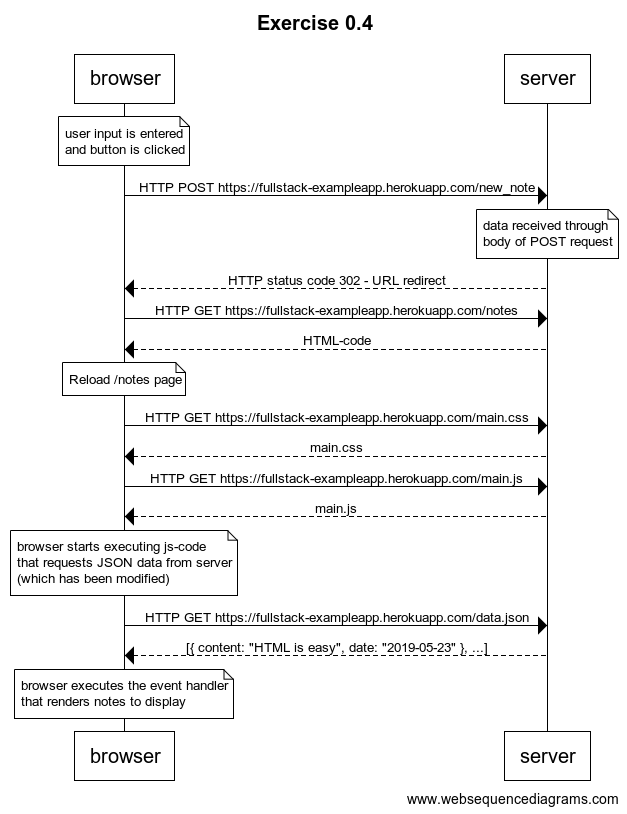 Exercise 0.4
browser
server
user input is entered
and button is clicked
HTTP POST https://fullstack-exampleapp.herokuapp.com/new_note
data received through
body of POST request
HTTP status code 302 - URL redirect
HTTP GET https://fullstack-exampleapp.herokuapp.com/notes
HTML-code
Reload /notes page
HTTP GET https://fullstack-exampleapp.herokuapp.com/main.css
main.css
HTTP GET https://fullstack-exampleapp.herokuapp.com/main.js
main.js
browser starts executing js-code
that requests JSON data from server
(which has been modified)
HTTP GET https://fullstack-exampleapp.herokuapp.com/data.json
[{ content: "HTML is easy", date: "2019-05-23" }, ...]
browser executes the event handler
that renders notes to display
browser
server
www.websequencediagrams.com